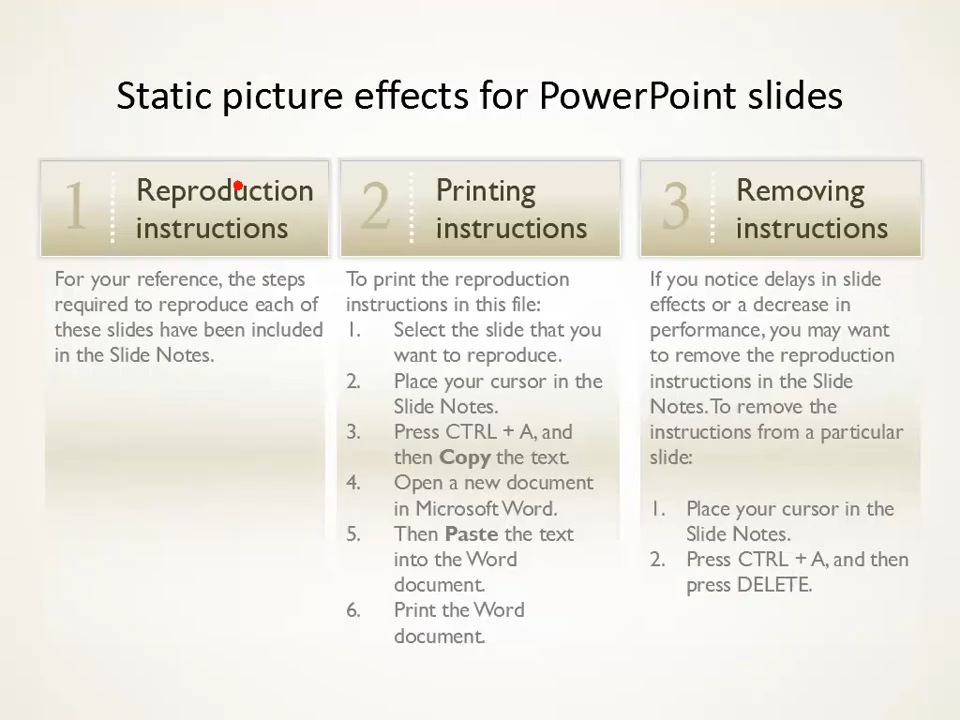 Static picture effects for PowerPoint slides
1
Reproduction
instructions
For your reference, the steps
required to reproduce each of
these slides have been included
in the Slide Notes.
2
Printing
instructions
To print the reproduction
instructions in this file:
1. Select the slide that you
want to reproduce.
2. Place your cursor in the
Slide Notes.
3. Press CTRL + A, and
then Copy the text.
4. Open a new document
in Microsoft Word.
5. Then Paste the text
into the Word
document.
6. Print the Word
document.
3
Removing
instructions
If you notice delays in slide
effects or a decrease in
performance, you may want
to remove the reproduction
instructions in the Slide
Notes. To remove the
instructions from a particular
slide:
1. Place your cursor in the
Slide Notes.
2. Press CTRL + A, and then
press DELETE.